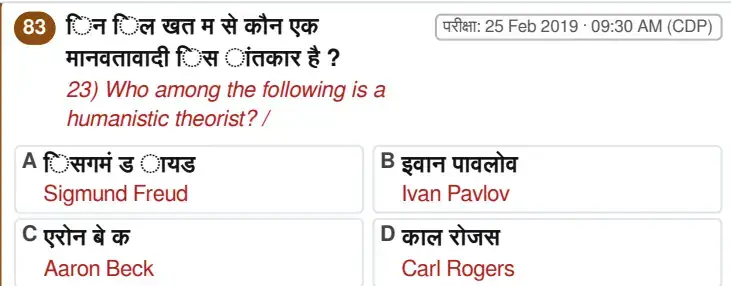 83 िन िल खत म से कौन एक
परीक्षा: 25 Feb 2019 · 09:30 AM (CDP)
मानवतावादी िस ांतकार है ?
23) Who among the following is a
humanistic theorist? /
A िसगमं ड ायड
Sigmund Freud
B इवान पावलोव
Ivan Pavlov
C एरोन बे क
Aaron Beck
D काल रोजस
Carl Rogers